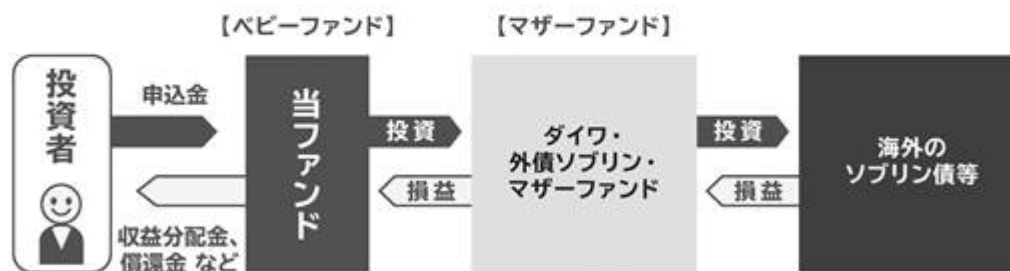 【ベビーファンド】
【マザーファンド】
投資者
申込金
収益分配金、
償還金 など
当ファンド
投資
損益
ダイワ・
外債ソブリン・
マザーファンド
投資
損益
海外の
ソブリン債等